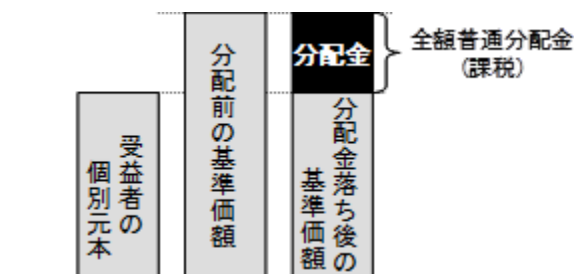 受益者の
個別元本
分配前の基準価額
分配金
分配金落ち後の
基準価額
全額普通分配金
(課税)